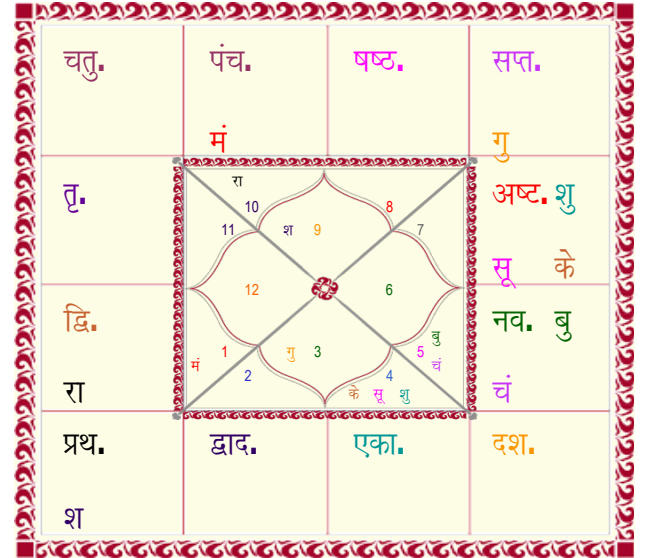 चतु. पंच. षष्ठ. सप्त.
मं गु
तृ. अष्ट. शु
रा
10 8
11 श 9 7
सू के
12 6
द्वि. नव. बु
बु
1 गु 3 5
मं चं
2 4
रा के सू शु चं
प्रथ. द्वाद. एका. दश.
श